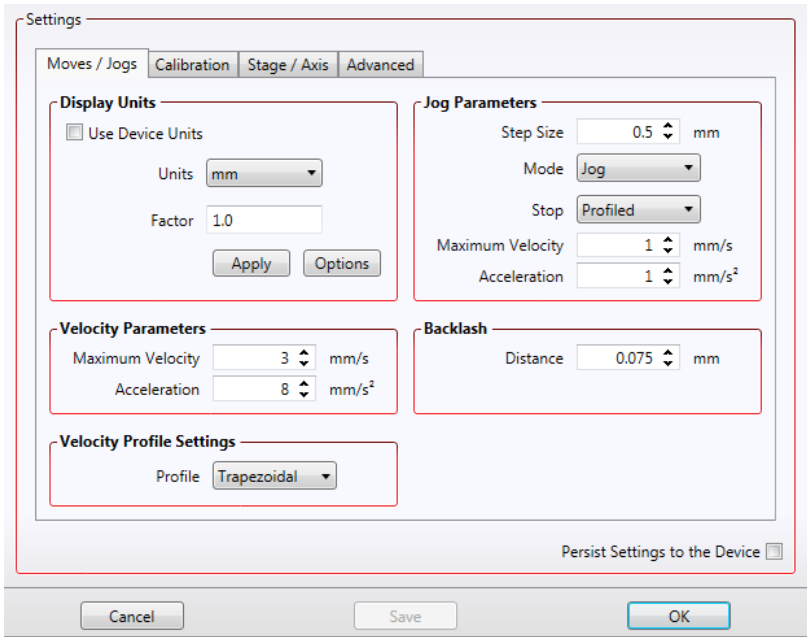 Settings
Moves / Jogs Calibration Stage / Axis Advanced
Display Units
Use Device Units
Units mm
Factor 1.0
Apply Options
Jog Parameters
Step Size 0.5 mm
Mode Jog
Stop Profiled
Maximum Velocity 1 mm/s
Acceleration 1 mm/s²
Velocity Parameters
Maximum Velocity 3 mm/s
Acceleration 8 mm/s²
Backlash
Distance 0.075 mm
Velocity Profile Settings
Profile Trapezoidal
Persist Settings to the Device
Cancel Save OK